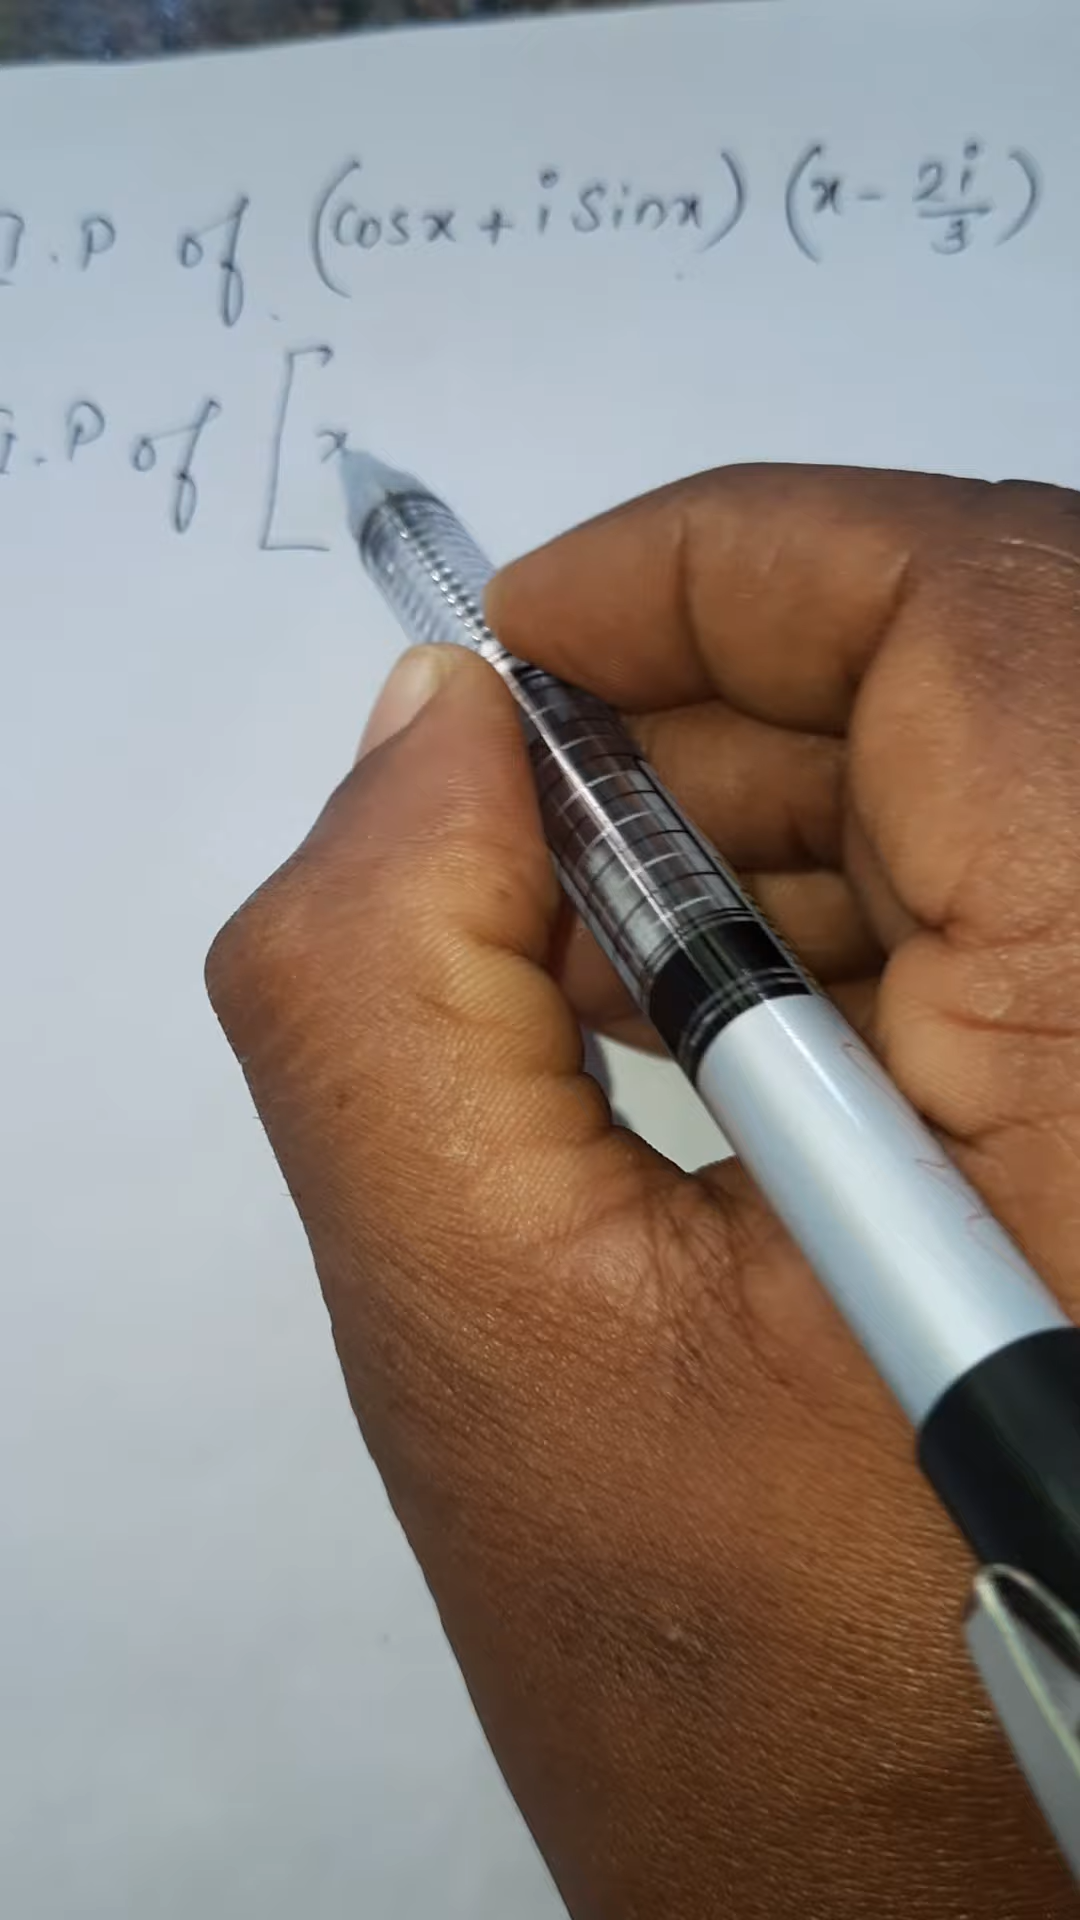 I.P of (cosx + i sinx) (x - 2i/3)
I.P of [x